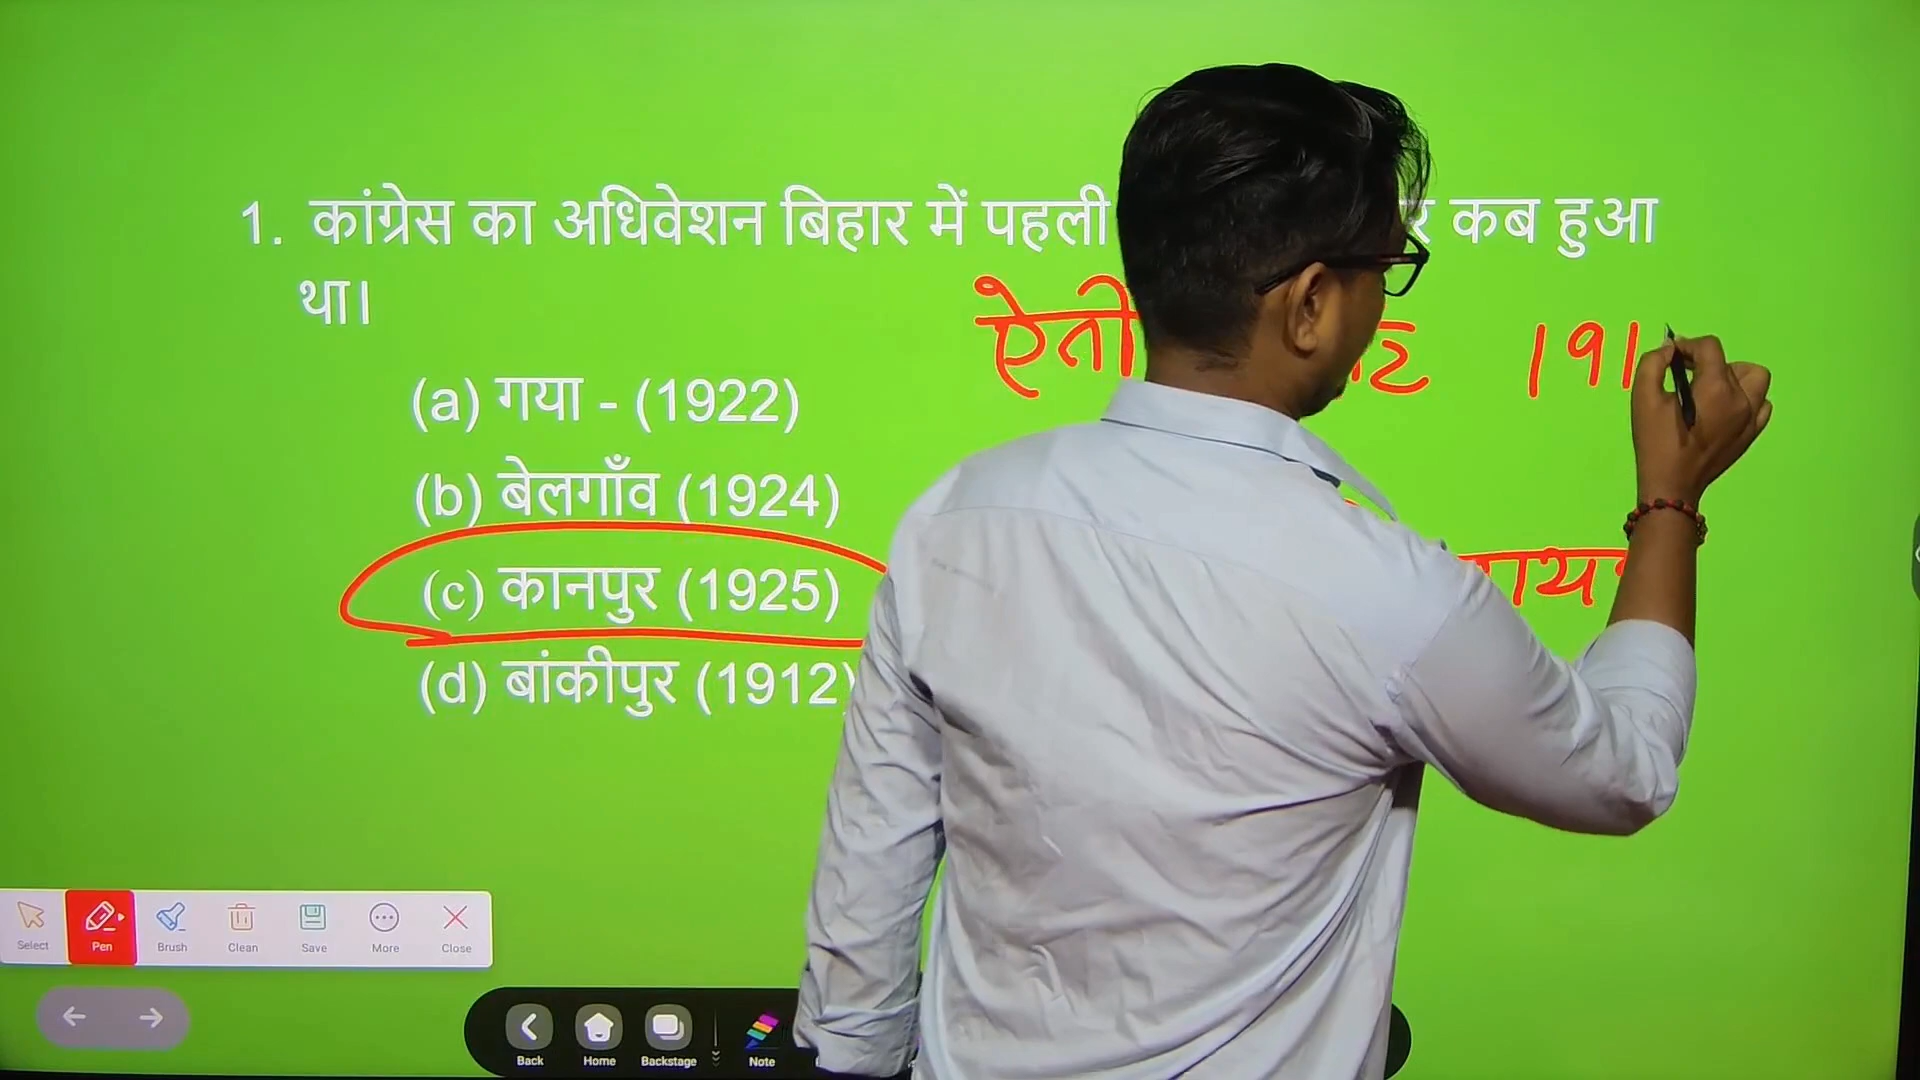 1. कांग्रेस का अधिवेशन बिहार में पहली कब हुआ
था।
(a) गया - (1922)
(b) बेलगाँव (1924)
(c) कानपुर (1925)
(d) बांकीपुर (1912)
Select Pen Brush Clean Save More Close
Back Home Backstage Note